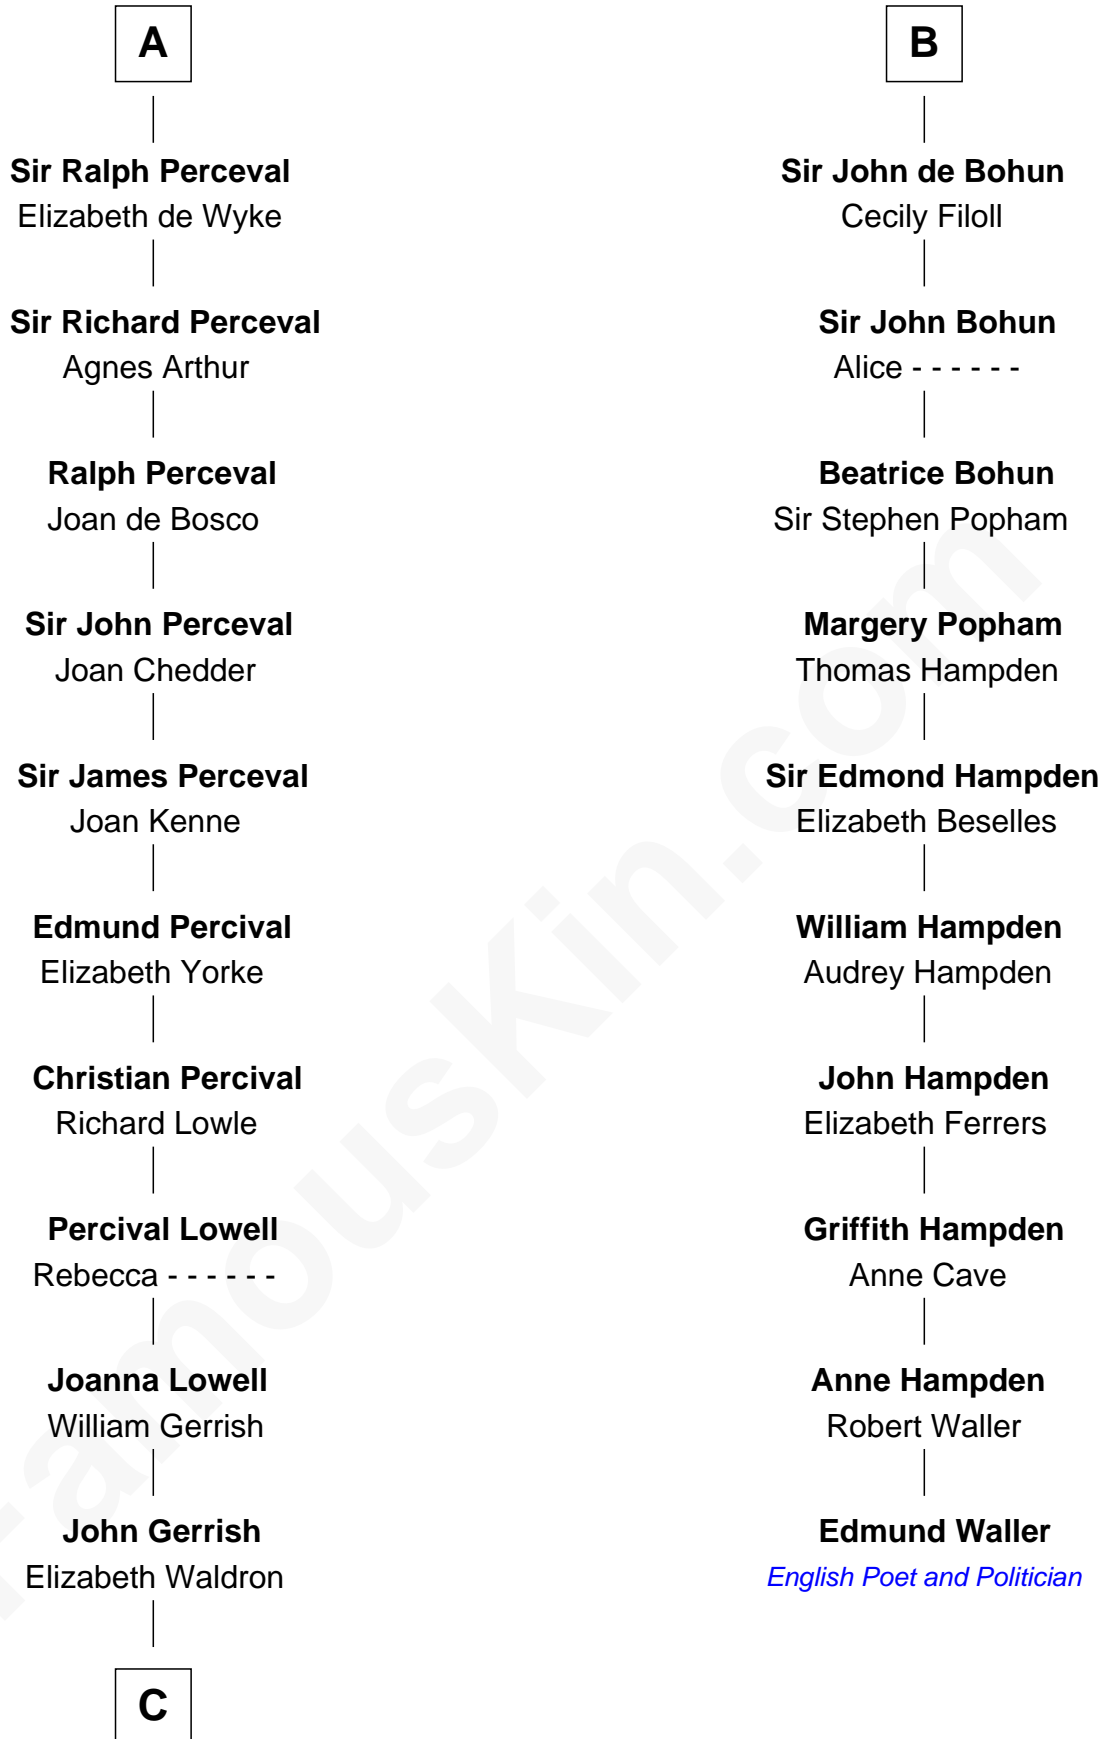 A
Sir Ralph Perceval
Elizabeth de Wyke
Sir Richard Perceval
Agnes Arthur
Ralph Perceval
Joan de Bosco
Sir John Perceval
Joan Chedder
Sir James Perceval
Joan Kenne
Edmund Percival
Elizabeth Yorke
Christian Percival
Richard Lowle
Percival Lowell
Rebecca - - - - - -
Joanna Lowell
William Gerrish
John Gerrish
Elizabeth Waldron
C
B
Sir John de Bohun
Cecily Filoll
Sir John Bohun
Alice - - - - - -
Beatrice Bohun
Sir Stephen Popham
Margery Popham
Thomas Hampden
Sir Edmond Hampden
Elizabeth Beselles
William Hampden
Audrey Hampden
John Hampden
Elizabeth Ferrers
Griffith Hampden
Anne Cave
Anne Hampden
Robert Waller
Edmund Waller
English Poet and Politician
FamousKin.com